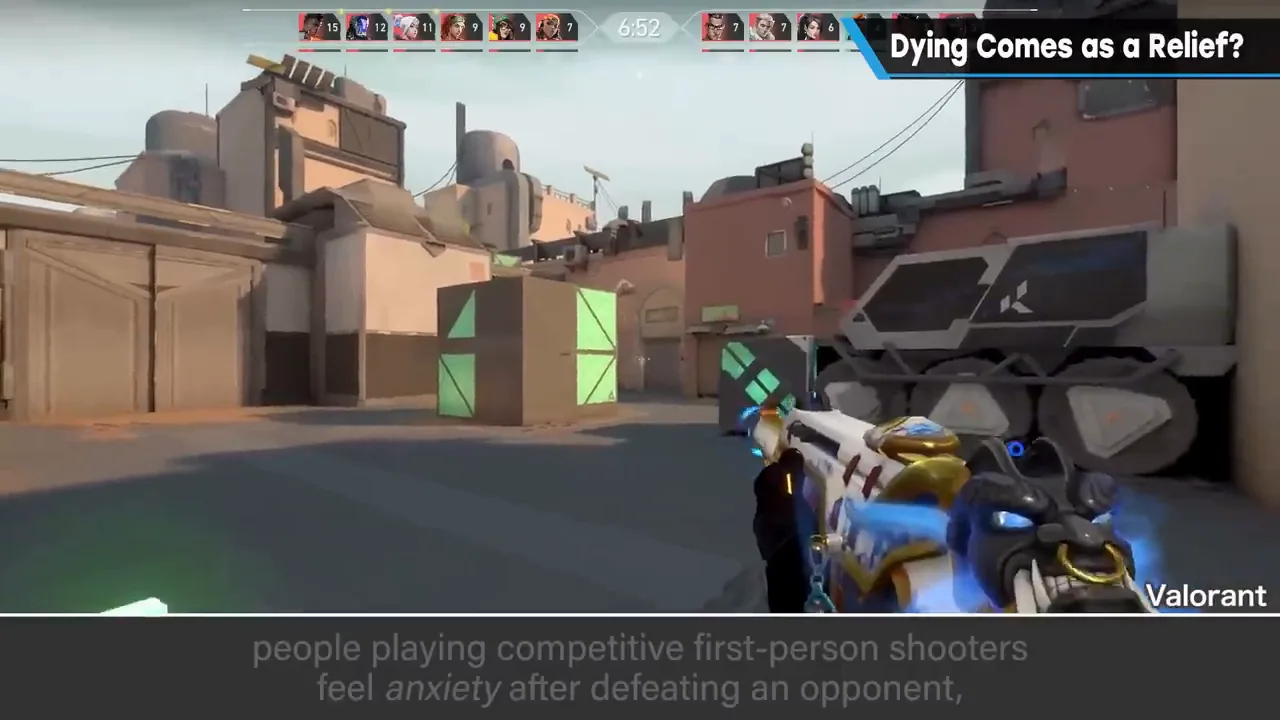 15 12 11 9 9 7 6:52 7 7 6
Dying Comes as a Relief?
Valorant
people playing competitive first-person shooters
feel anxiety after defeating an opponent,